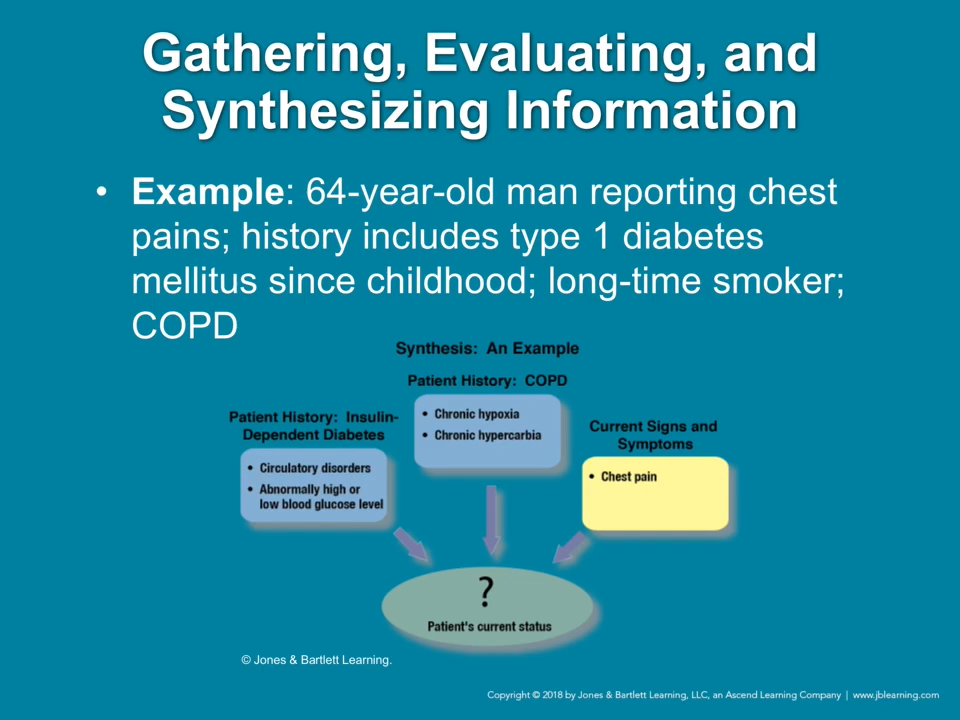 Gathering, Evaluating, and
Synthesizing Information
• Example: 64-year-old man reporting chest
pains; history includes type 1 diabetes
mellitus since childhood; long-time smoker;
COPD
Synthesis: An Example
Patient History: COPD
• Chronic hypoxia
• Chronic hypercarbia
Patient History: Insulin-
Dependent Diabetes
• Circulatory disorders
• Abnormally high or
low blood glucose level
Current Signs and
Symptoms
• Chest pain
?
Patient's current status
© Jones & Bartlett Learning.
Copyright © 2018 by Jones & Bartlett Learning, LLC, an Ascend Learning Company | www.jblearning.com